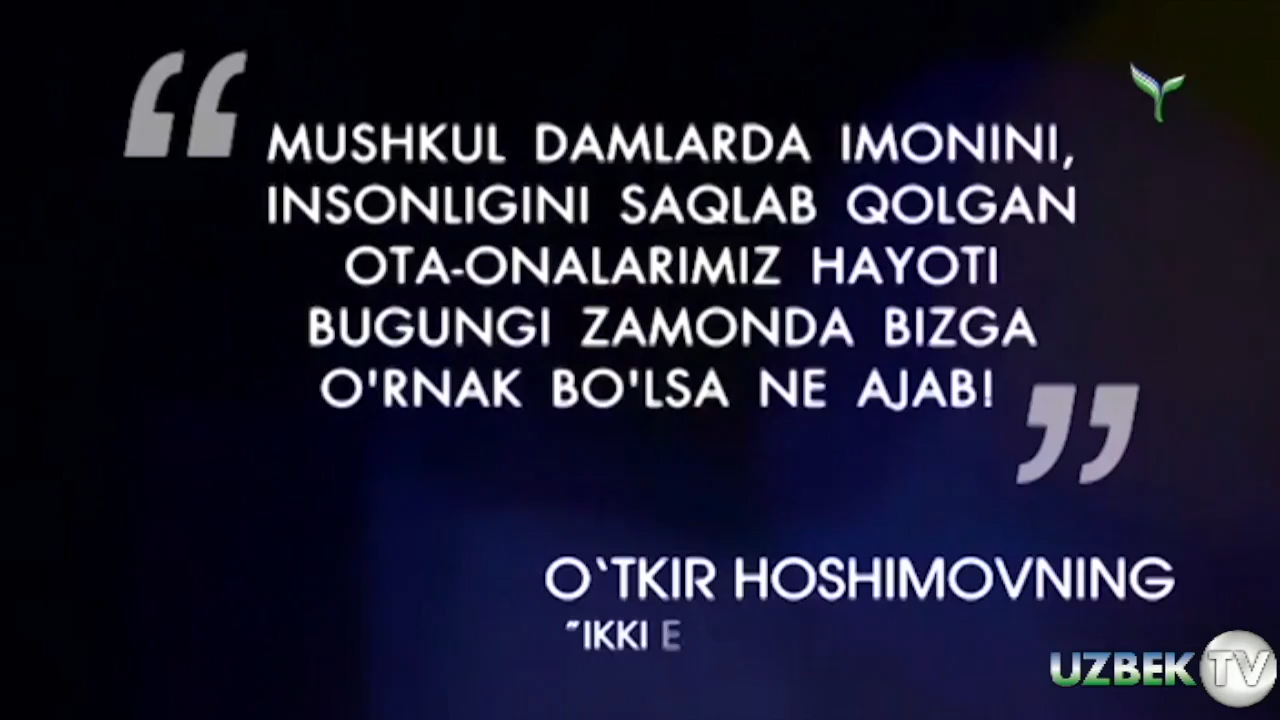 MUSHKUL DAMLARDA IMONINI,
INSONLIGINI SAQLAB QOLGAN
OTA-ONALARIMIZ HAYOTI
BUGUNGI ZAMONDA BIZGA
O'RNAK BO'LSA NE AJAB!
O‘TKIR HOSHIMOVNING
"IKKI E
UZBEK TV